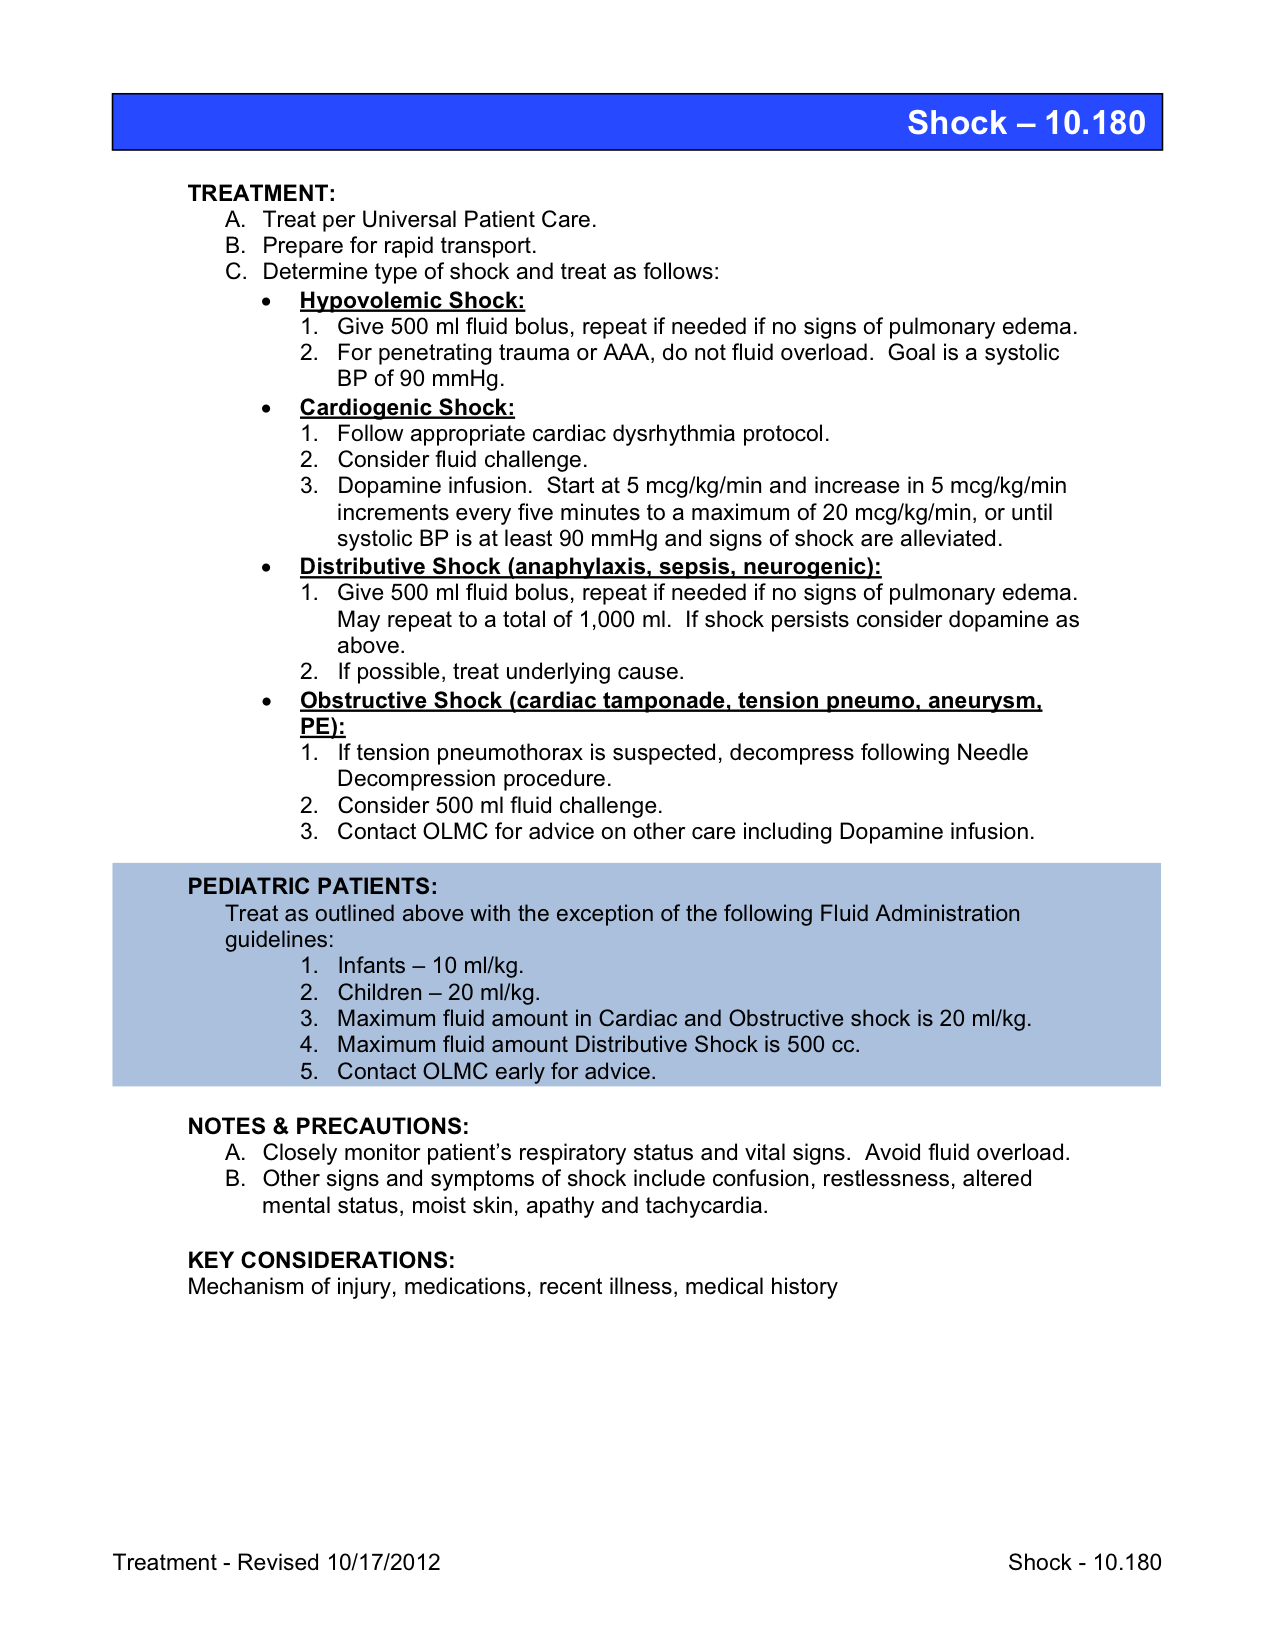 Shock – 10.180
TREATMENT:
A. Treat per Universal Patient Care.
B. Prepare for rapid transport.
C. Determine type of shock and treat as follows:
• Hypovolemic Shock:
1. Give 500 ml fluid bolus, repeat if needed if no signs of pulmonary edema.
2. For penetrating trauma or AAA, do not fluid overload. Goal is a systolic
BP of 90 mmHg.
• Cardiogenic Shock:
1. Follow appropriate cardiac dysrhythmia protocol.
2. Consider fluid challenge.
3. Dopamine infusion. Start at 5 mcg/kg/min and increase in 5 mcg/kg/min
increments every five minutes to a maximum of 20 mcg/kg/min, or until
systolic BP is at least 90 mmHg and signs of shock are alleviated.
• Distributive Shock (anaphylaxis, sepsis, neurogenic):
1. Give 500 ml fluid bolus, repeat if needed if no signs of pulmonary edema.
May repeat to a total of 1,000 ml. If shock persists consider dopamine as
above.
2. If possible, treat underlying cause.
• Obstructive Shock (cardiac tamponade, tension pneumo, aneurysm,
PE):
1. If tension pneumothorax is suspected, decompress following Needle
Decompression procedure.
2. Consider 500 ml fluid challenge.
3. Contact OLMC for advice on other care including Dopamine infusion.
PEDIATRIC PATIENTS:
Treat as outlined above with the exception of the following Fluid Administration
guidelines:
1. Infants – 10 ml/kg.
2. Children – 20 ml/kg.
3. Maximum fluid amount in Cardiac and Obstructive shock is 20 ml/kg.
4. Maximum fluid amount Distributive Shock is 500 cc.
5. Contact OLMC early for advice.
NOTES & PRECAUTIONS:
A. Closely monitor patient’s respiratory status and vital signs. Avoid fluid overload.
B. Other signs and symptoms of shock include confusion, restlessness, altered
mental status, moist skin, apathy and tachycardia.
KEY CONSIDERATIONS:
Mechanism of injury, medications, recent illness, medical history
Treatment - Revised 10/17/2012 Shock - 10.180